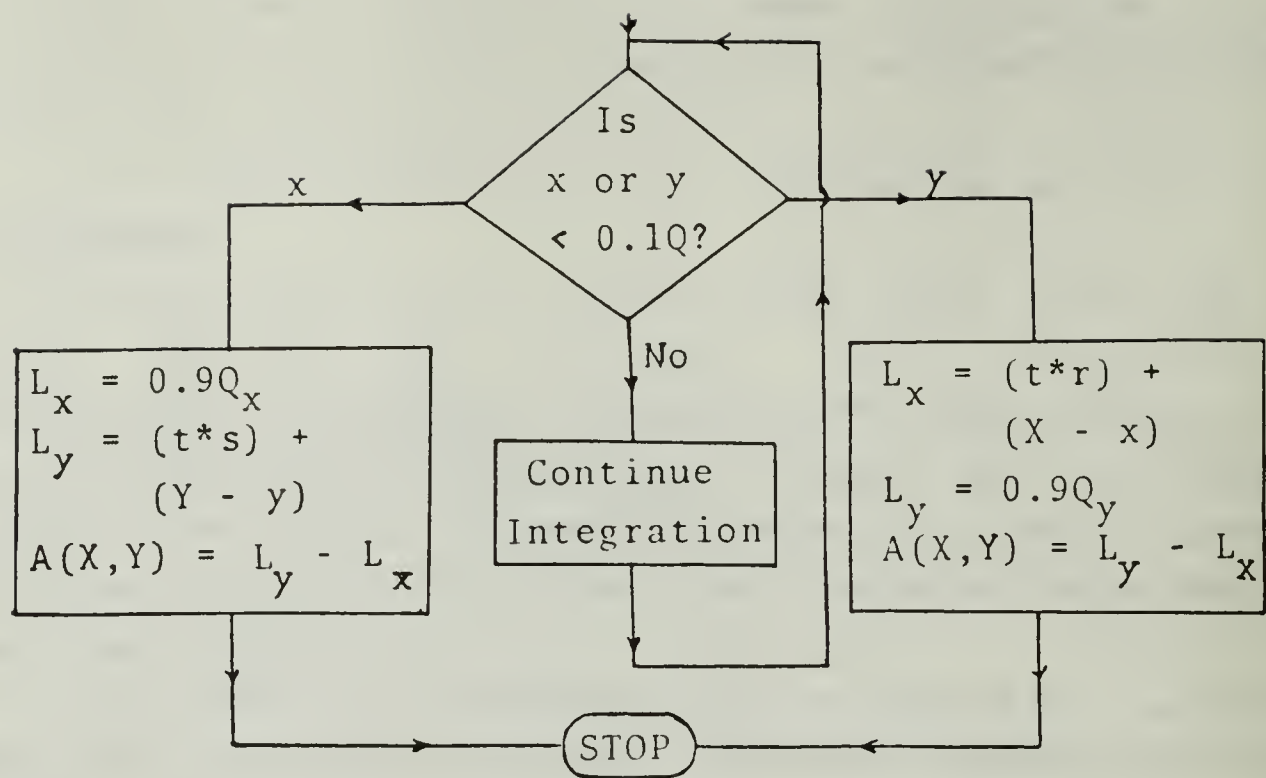 Is
x or y
< 0.1Q?
x
y
No
L_x = 0.9Q_x
L_y = (t*s) +
(Y - y)
A(X,Y) = L_y - L_x
Continue
Integration
L_x = (t*r) +
(X - x)
L_y = 0.9Q_y
A(X,Y) = L_y - L_x
STOP